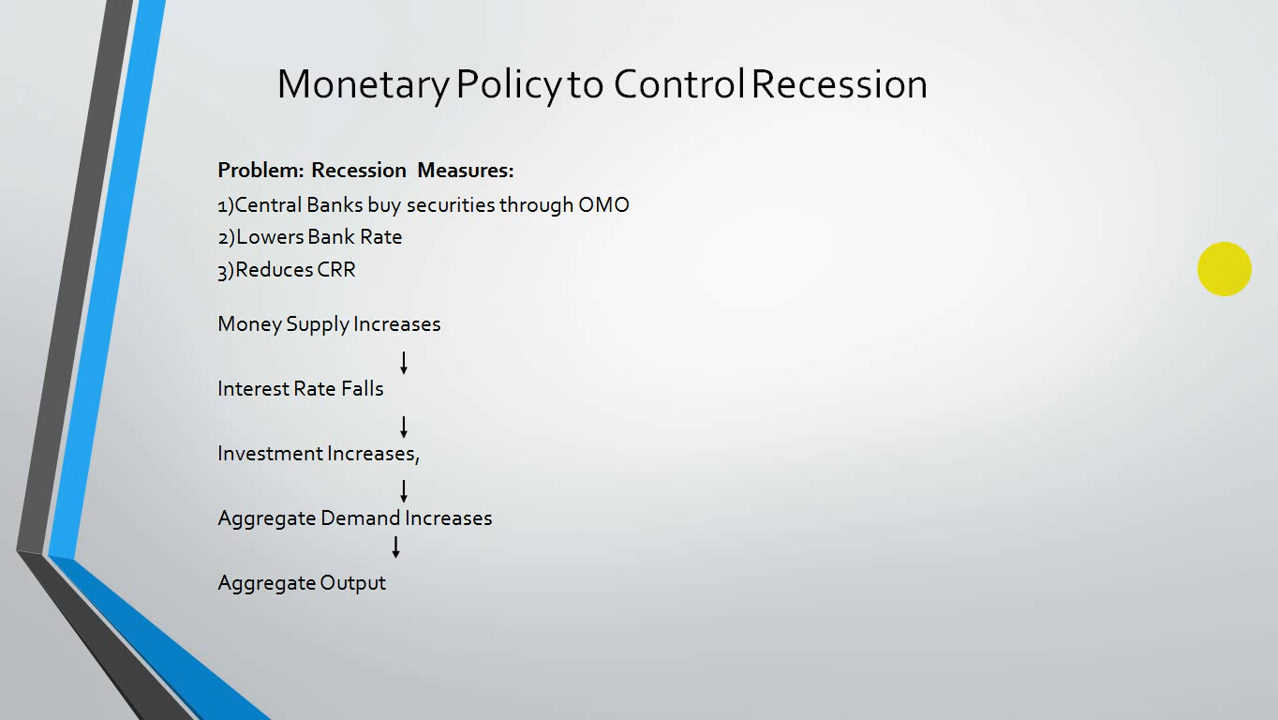 Monetary Policy to Control Recession
Problem: Recession Measures:
1)Central Banks buy securities through OMO
2)Lowers Bank Rate
3)Reduces CRR
Money Supply Increases
Interest Rate Falls
Investment Increases,
Aggregate Demand Increases
Aggregate Output